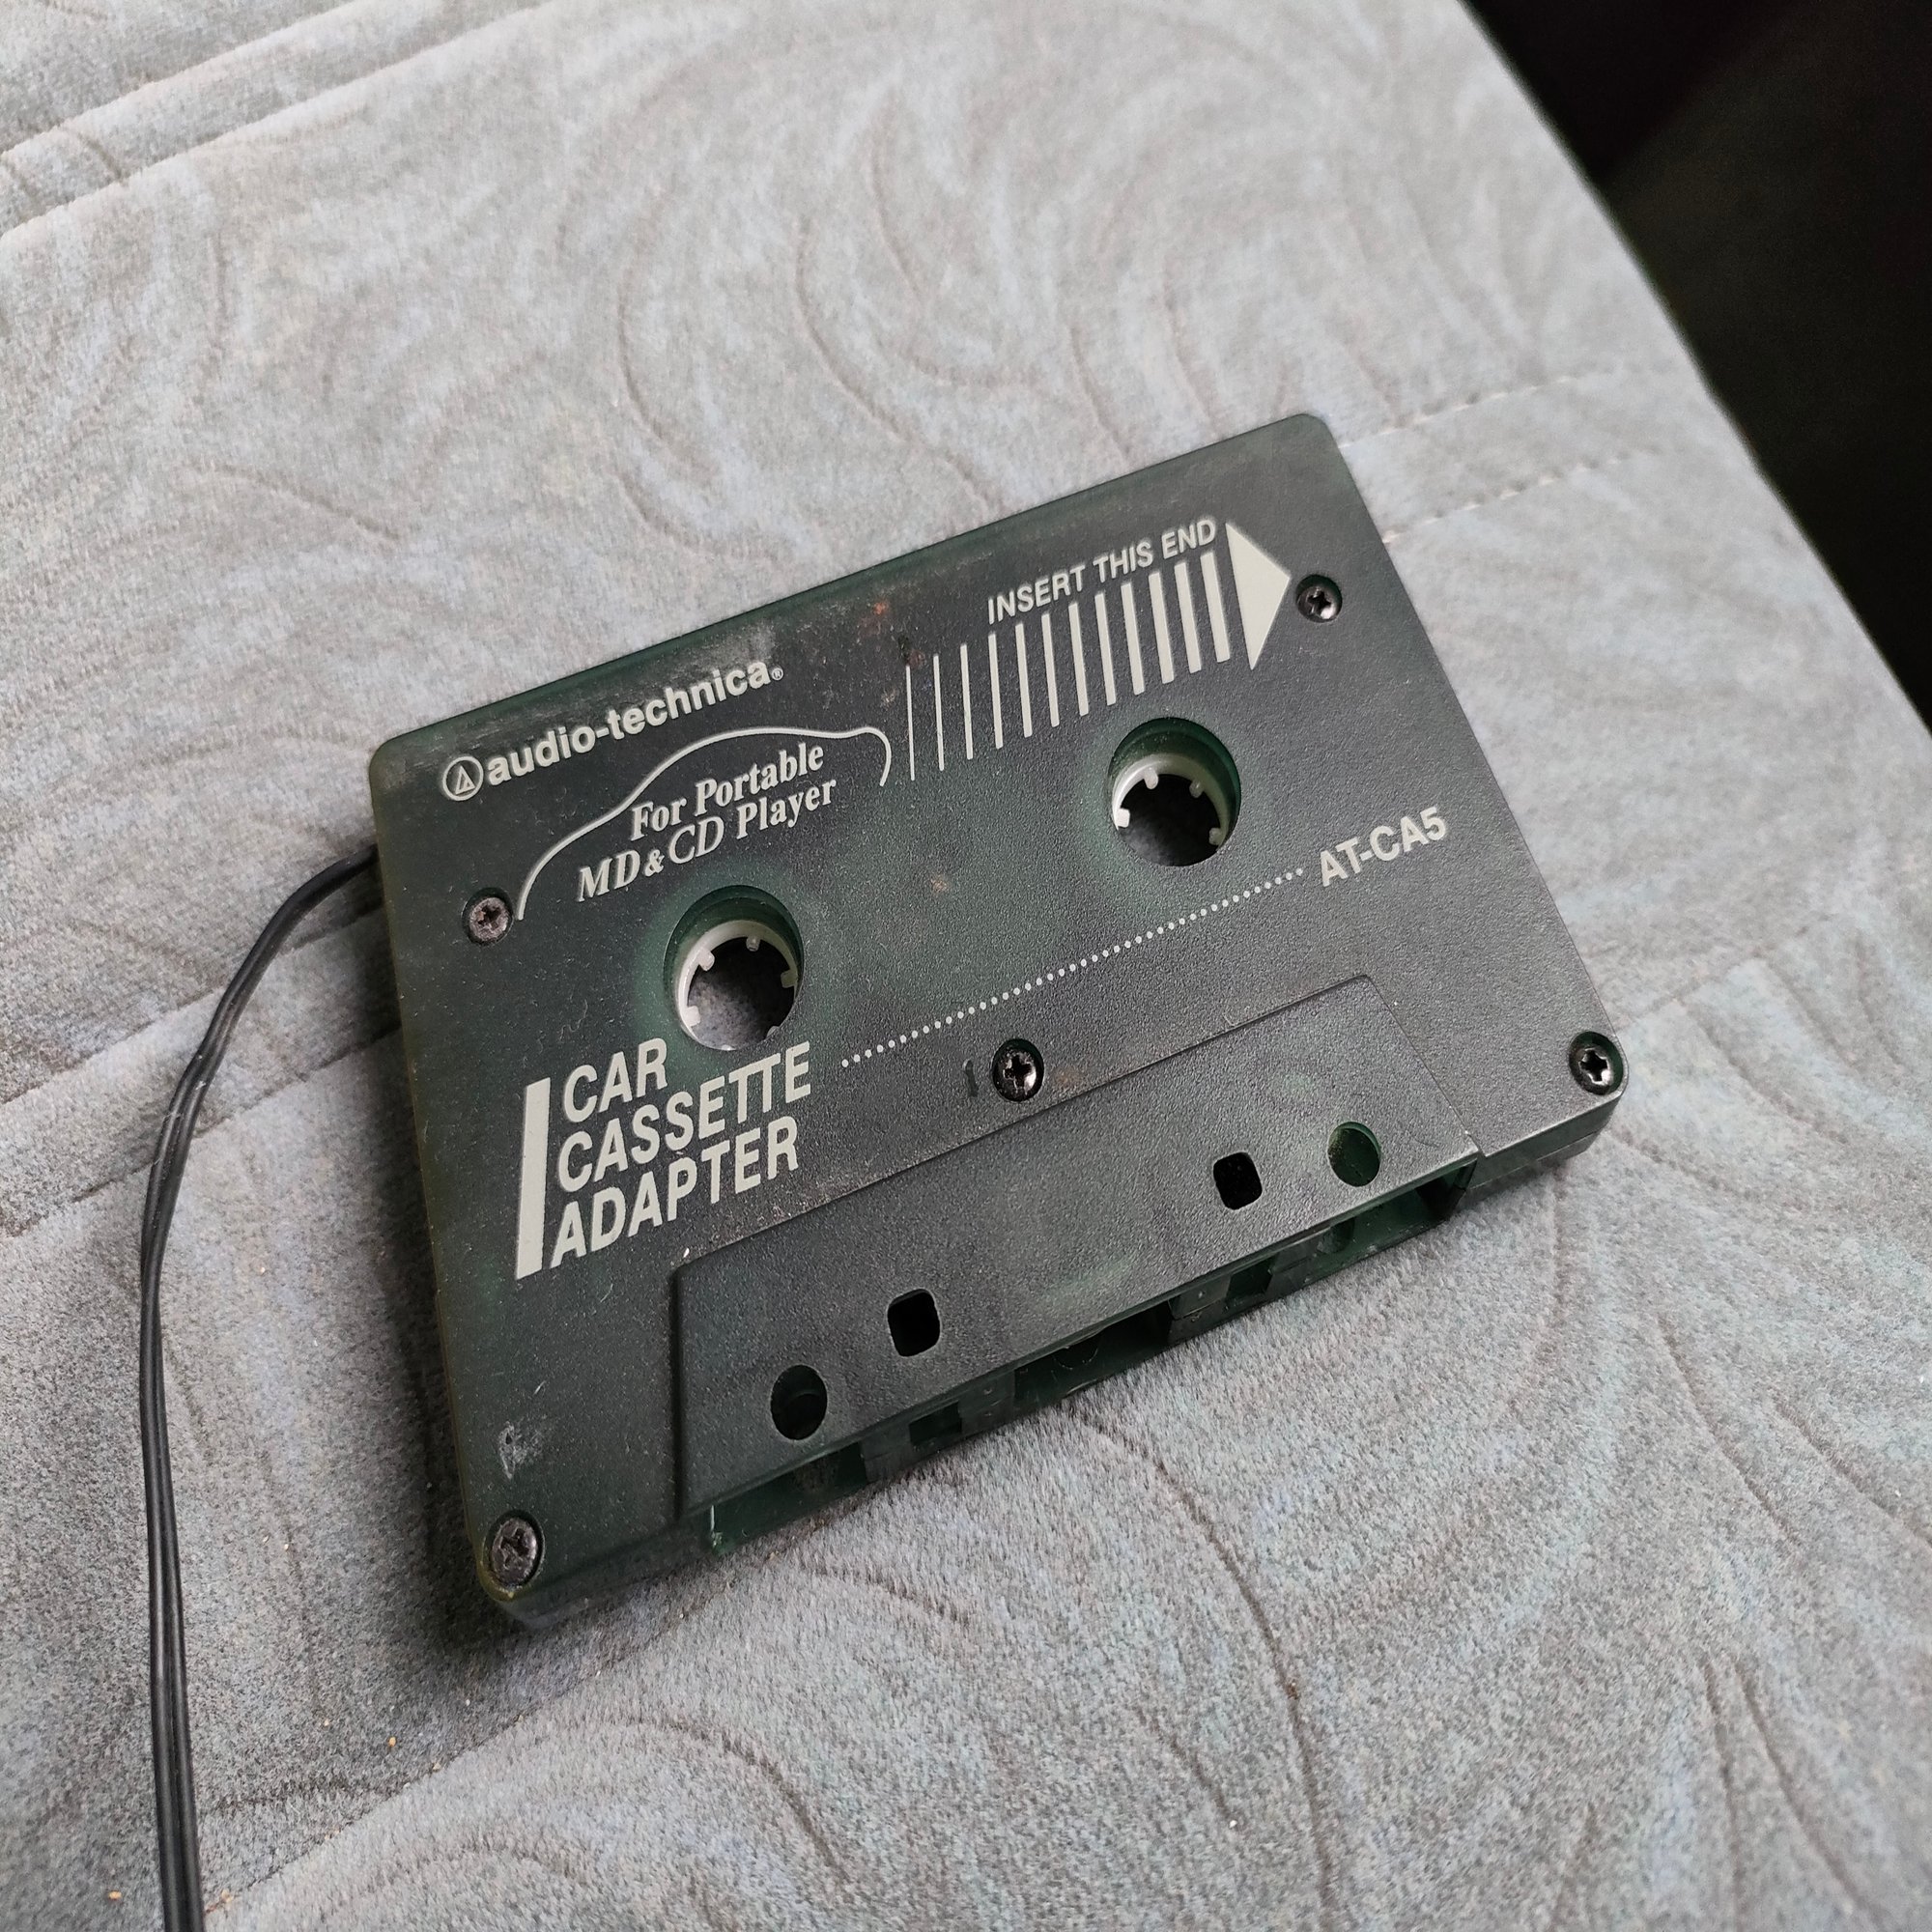 INSERT THIS END
audio-technica®
For Portable
MD & CD Player
AT-CA5
CAR
CASSETTE
ADAPTER